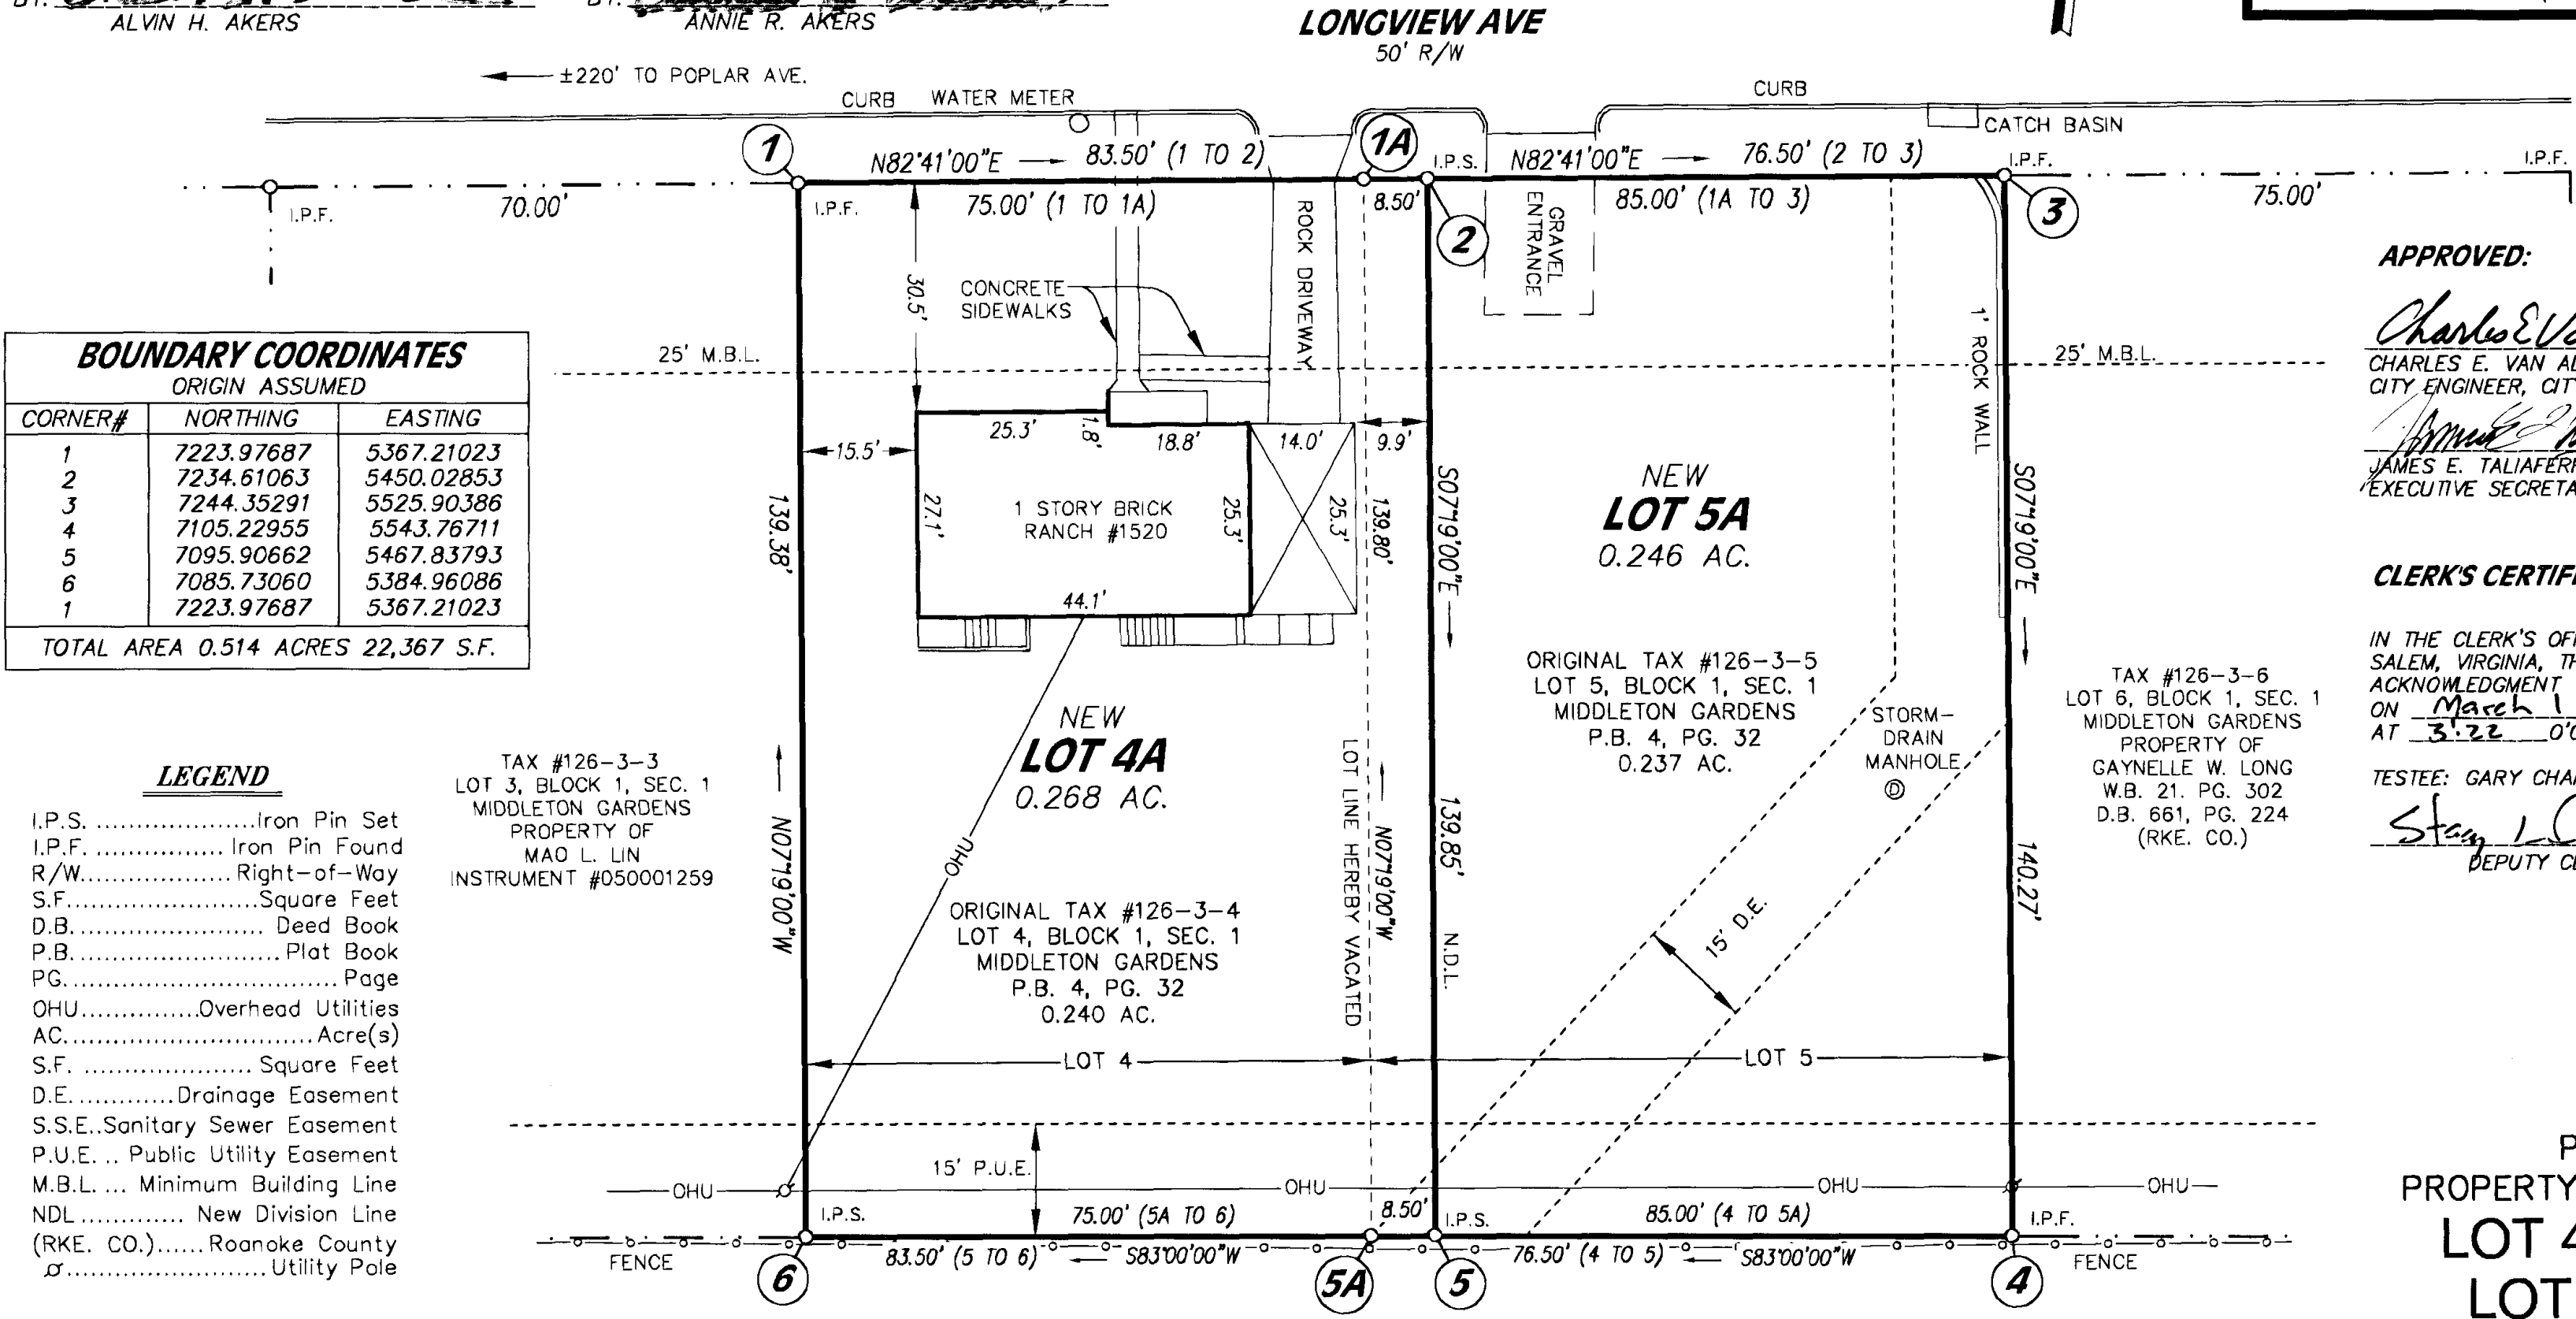 BY:
BY:
ALVIN H. AKERS
ANNIE R. AKERS
LONGVIEW AVE
50' R/W
±220' TO POPLAR AVE.
CURB
WATER METER
CURB
CATCH BASIN
1
N82°41'00"E
83.50' (1 TO 2)
1A
I.P.S.
N82°41'00"E
76.50' (2 TO 3)
I.P.F.
I.P.F.
I.P.F.
70.00'
I.P.F.
75.00' (1 TO 1A)
8.50'
2
85.00' (1A TO 3)
3
75.00'
30.5'
CONCRETE
SIDEWALKS
ROCK DRIVEWAY
GRAVEL
ENTRANCE
1' ROCK WALL
25' M.B.L.
25' M.B.L.
APPROVED:
Charles E Va
CHARLES E. VAN AL
CITY ENGINEER, CIT
JAMES E. TALIAFERR
EXECUTIVE SECRETA
BOUNDARY COORDINATES
ORIGIN ASSUMED
CORNER# NORTHING EASTING
1 7223.97687 5367.21023
2 7234.61063 5450.02853
3 7244.35291 5525.90386
4 7105.22955 5543.76711
5 7095.90662 5467.83793
6 7085.73060 5384.96086
1 7223.97687 5367.21023
TOTAL AREA 0.514 ACRES 22,367 S.F.
15.5'
25.3'
1.8'
18.8'
14.0'
9.9'
27.1'
1 STORY BRICK
RANCH #1520
25.3'
25.3'
44.1'
139.38'
139.80'
S07°19'00"E
S07°19'00"E
NEW
LOT 5A
0.246 AC.
ORIGINAL TAX #126-3-5
LOT 5, BLOCK 1, SEC. 1
MIDDLETON GARDENS
P.B. 4, PG. 32
0.237 AC.
STORM-
DRAIN
MANHOLE
D
TAX #126-3-6
LOT 6, BLOCK 1, SEC. 1
MIDDLETON GARDENS
PROPERTY OF
GAYNELLE W. LONG
W.B. 21. PG. 302
D.B. 661, PG. 224
(RKE. CO.)
CLERK'S CERTIFI
IN THE CLERK'S OFF
SALEM, VIRGINIA, TH
ACKNOWLEDGMENT
ON March 1
AT 3:22 O'C
TESTEE: GARY CHAN
Stacy L
DEPUTY CL
NEW
LOT 4A
0.268 AC.
TAX #126-3-3
LOT 3, BLOCK 1, SEC. 1
MIDDLETON GARDENS
PROPERTY OF
MAO L. LIN
INSTRUMENT #050001259
N07°19'00"W
OHU
ORIGINAL TAX #126-3-4
LOT 4, BLOCK 1, SEC. 1
MIDDLETON GARDENS
P.B. 4, PG. 32
0.240 AC.
LOT LINE HEREBY VACATED
N07°19'00"W
139.85'
N.D.L.
15' D.E.
140.27'
LOT 4
LOT 5
LEGEND
I.P.S. ....................Iron Pin Set
I.P.F. ................ Iron Pin Found
R/W...................Right-of-Way
S.F.......................Square Feet
D.B........................ Deed Book
P.B...........................Plat Book
PG................................. Page
OHU...............Overhead Utilities
AC..............................Acre(s)
S.F. .................... Square Feet
D.E. ............Drainage Easement
S.S.E..Sanitary Sewer Easement
P.U.E. .. Public Utility Easement
M.B.L. ... Minimum Building Line
NDL ............. New Division Line
(RKE. CO.)......Roanoke County
........................Utility Pole
15' P.U.E.
OHU
OHU
OHU
OHU
I.P.S.
75.00' (5A TO 6)
8.50'
I.P.S.
85.00' (4 TO 5A)
I.P.F.
FENCE
83.50' (5 TO 6)
S83°00'00"W
76.50' (4 TO 5)
S83°00'00"W
FENCE
6
5A
5
4
P
PROPERTY
LOT 4
LOT